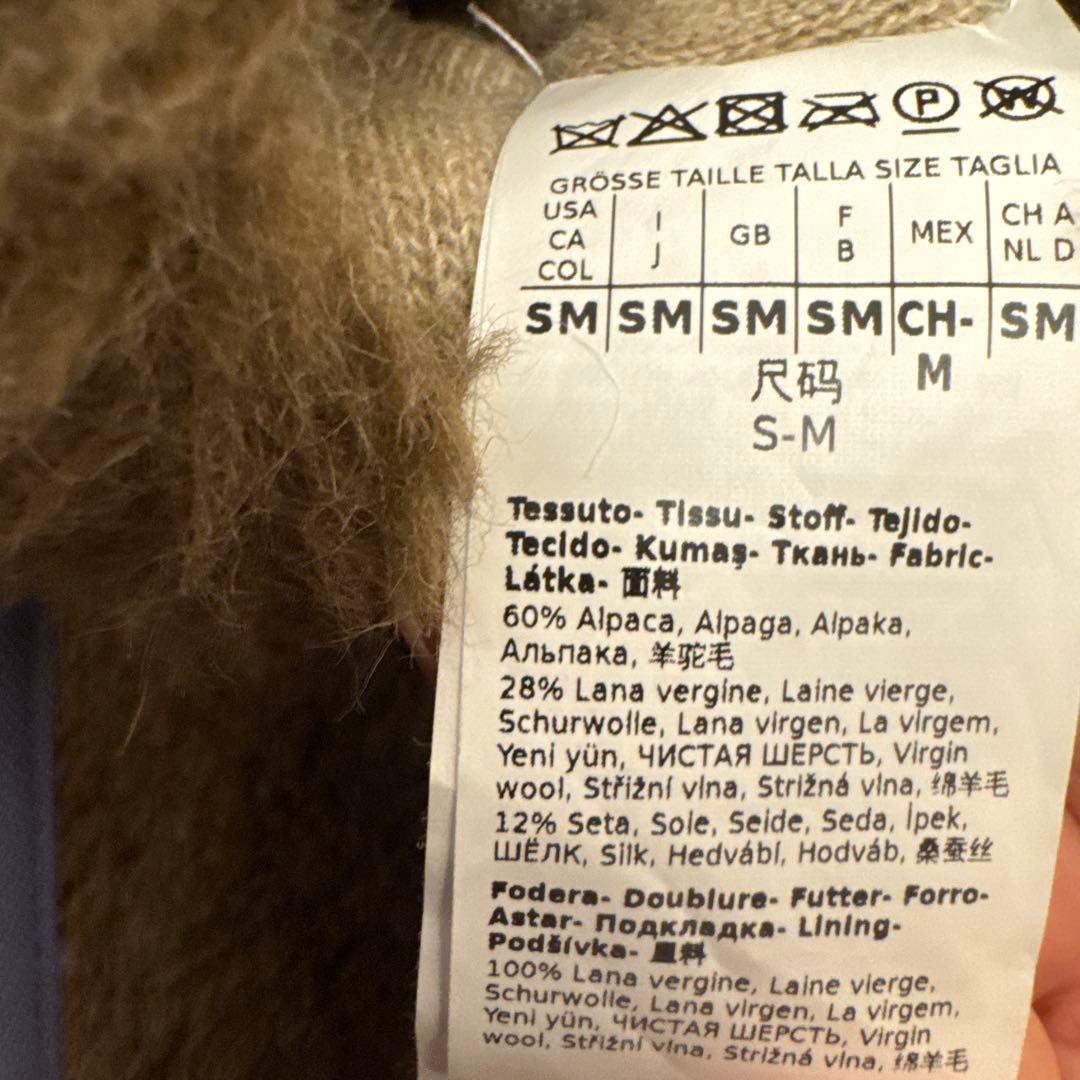 P W
GRÖSSE TAILLE TALLA SIZE TAGLIA
USA CA COL | I J | GB | F B | MEX | CH A NL D
SM | SM | SM | SM | CH-M | SM
尺码
S-M
Tessuto- Tissu- Stoff- Tejido-
Tecido- Kumaş- Ткань- Fabric-
Látka- 面料
60% Alpaca, Alpaga, Alpaka,
Альпака, 羊驼毛
28% Lana vergine, Laine vierge,
Schurwolle, Lana virgen, La virgem,
Yeni yün, ЧИСТАЯ ШЕРСТЬ, Virgin
wool, Střižní vlna, Strižná vlna, 绵羊毛
12% Seta, Soie, Seide, Seda, İpek,
ШЁЛК, Silk, Hedvábí, Hodváb, 桑蚕丝
Fodera- Doublure- Futter- Forro-
Astar- Подкладка- Lining-
Podšívka- 里料
100% Lana vergine, Laine vierge,
Schurwolle, Lana virgen, La virgem,
Yeni yün, ЧИСТАЯ ШЕРСТЬ, Virgin
wool, Střižní vlna, Strižná vlna, 绵羊毛